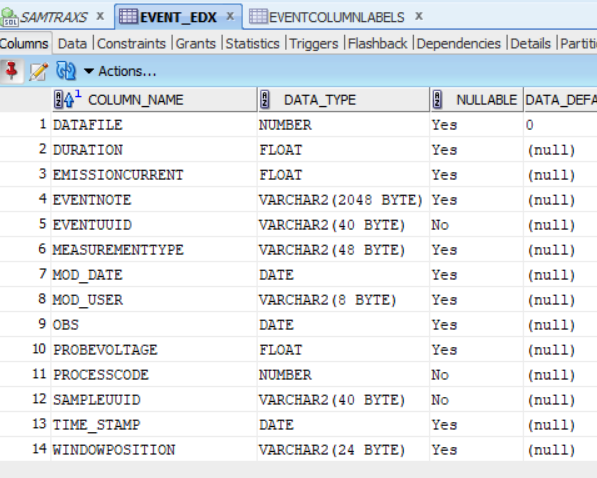 SAMTRAXS x EVENT_EDX x EVENTCOLUMNLABELS x
Columns Data Constraints Grants Statistics Triggers Flashback Dependencies Details Partiti
Actions...
1 COLUMN_NAME DATA_TYPE NULLABLE DATA_DEFA
1 DATAFILE NUMBER Yes 0
2 DURATION FLOAT Yes (null)
3 EMISSIONCURRENT FLOAT Yes (null)
4 EVENTNOTE VARCHAR2(2048 BYTE) Yes (null)
5 EVENTUUID VARCHAR2(40 BYTE) No (null)
6 MEASUREMENTTYPE VARCHAR2(48 BYTE) Yes (null)
7 MOD_DATE DATE Yes (null)
8 MOD_USER VARCHAR2(8 BYTE) Yes (null)
9 OBS DATE Yes (null)
10 PROBEVOLTAGE FLOAT Yes (null)
11 PROCESSCODE NUMBER No (null)
12 SAMPLEUUID VARCHAR2(40 BYTE) No (null)
13 TIME_STAMP DATE Yes (null)
14 WINDOWPOSITION VARCHAR2(24 BYTE) Yes (null)